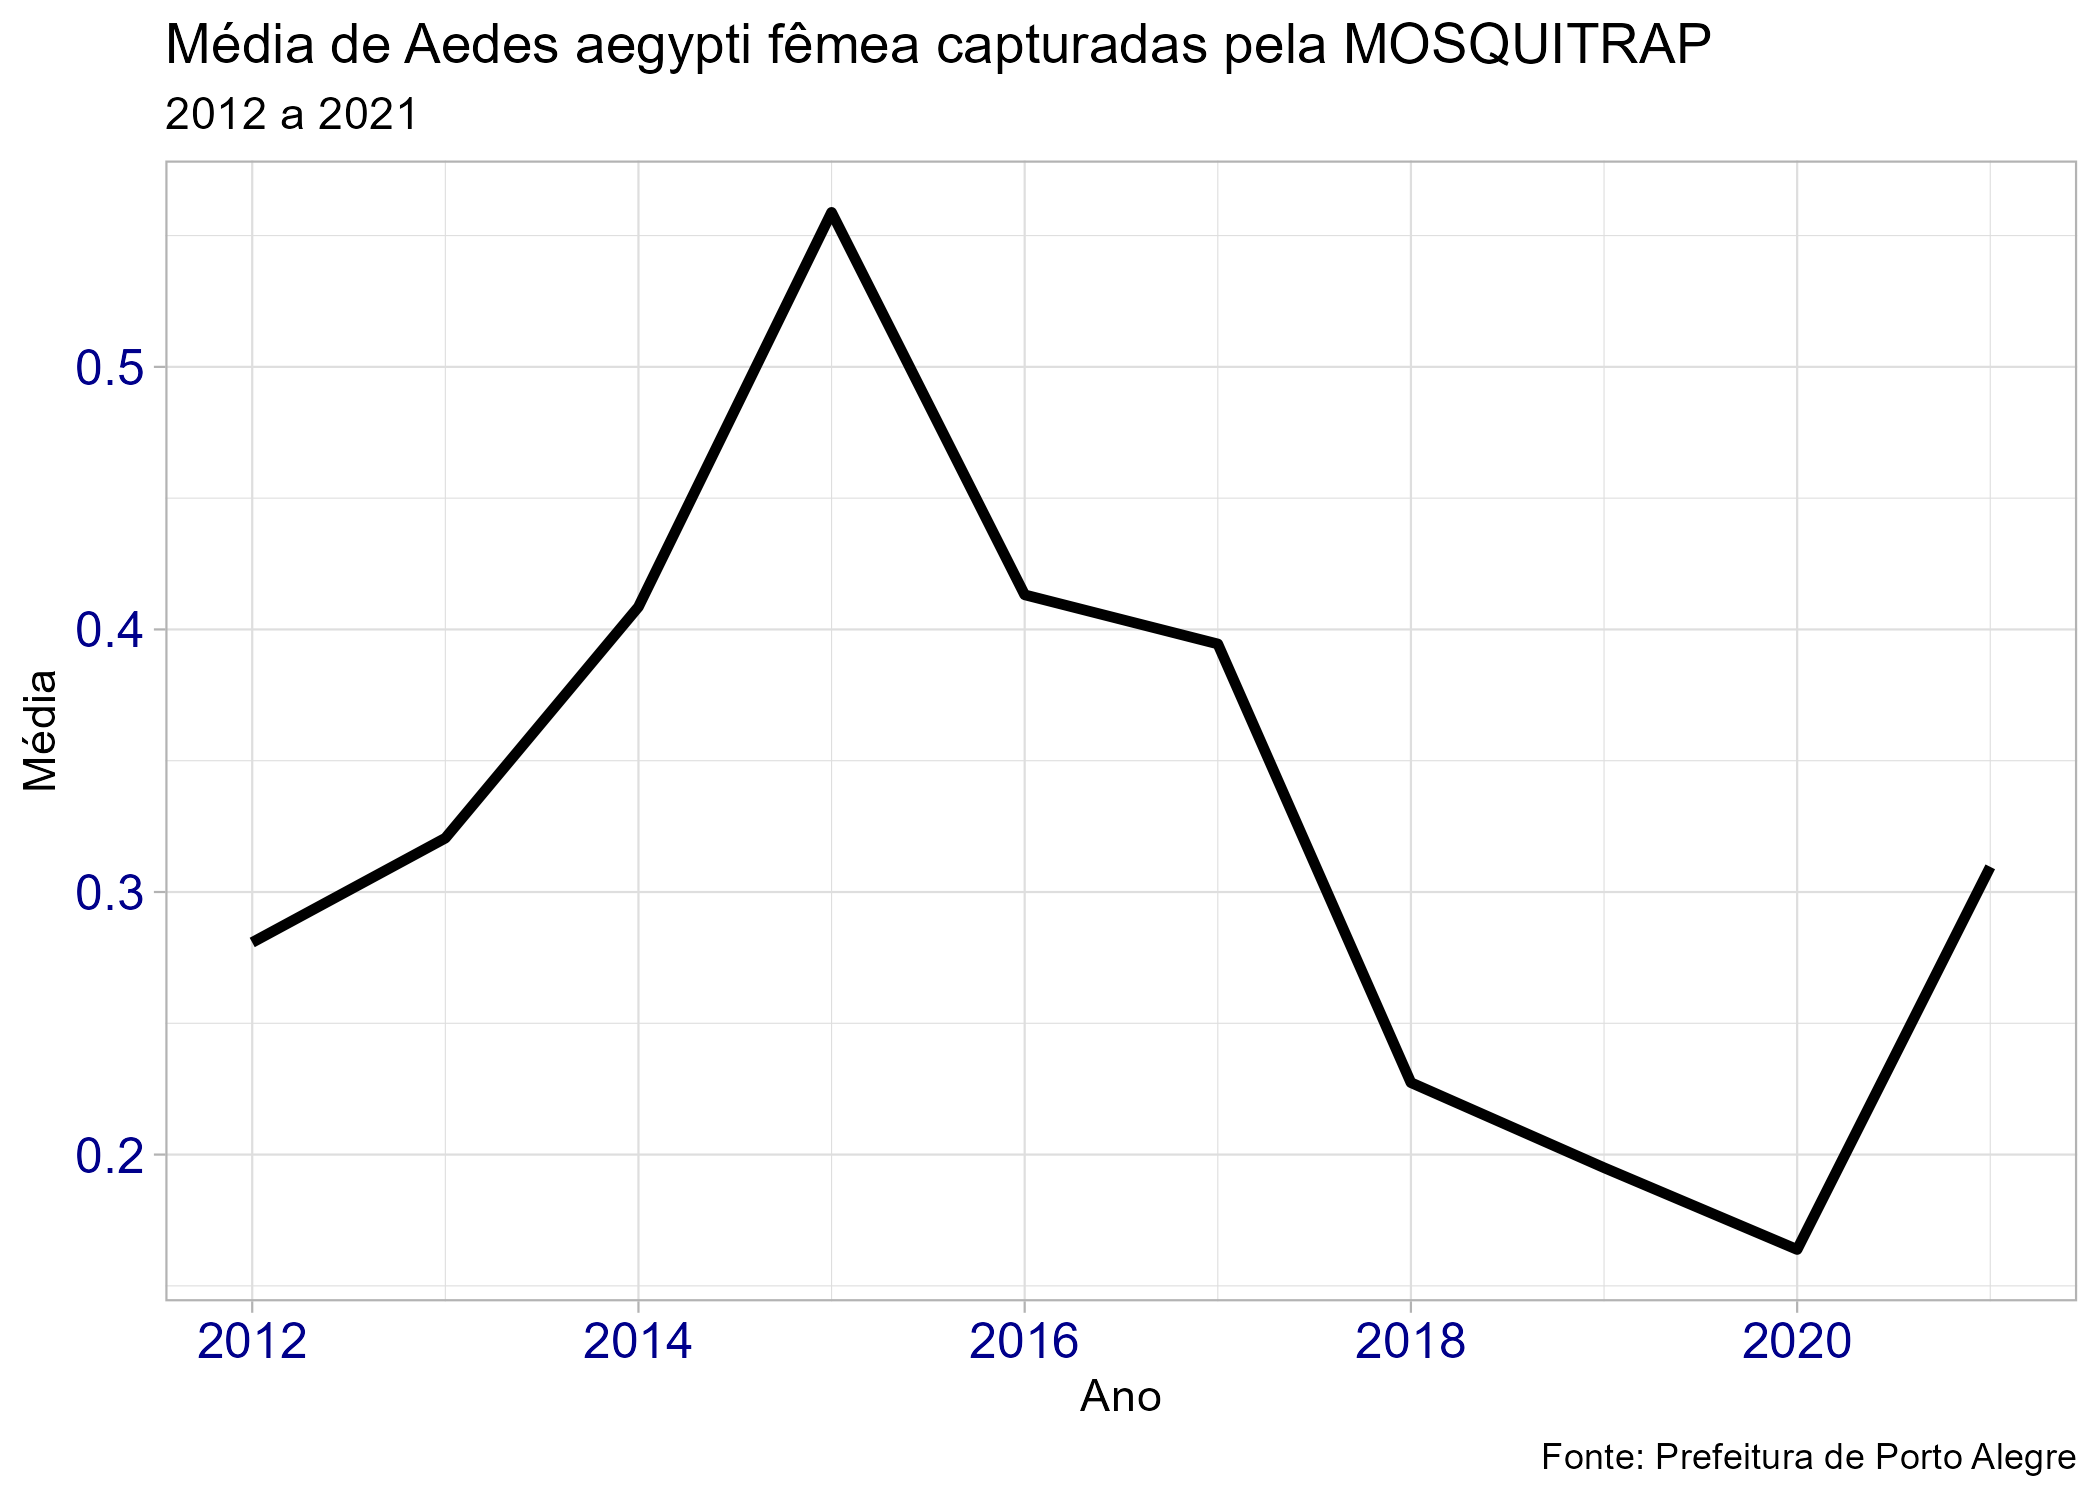 Média de Aedes aegypti fêmea capturadas pela MOSQUITRAP
2012 a 2021
0.5
0.4
0.3
0.2
Média
2012 2014 2016 2018 2020
Ano
Fonte: Prefeitura de Porto Alegre